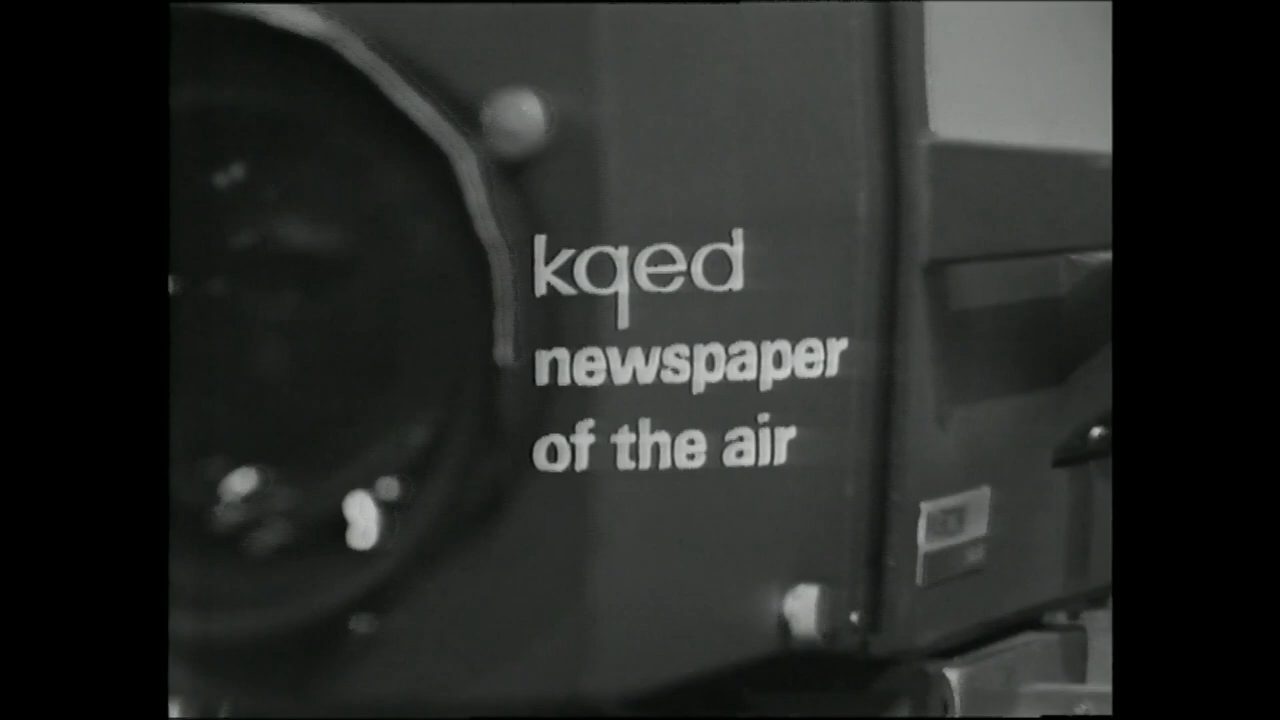 kqed
newspaper
of the air